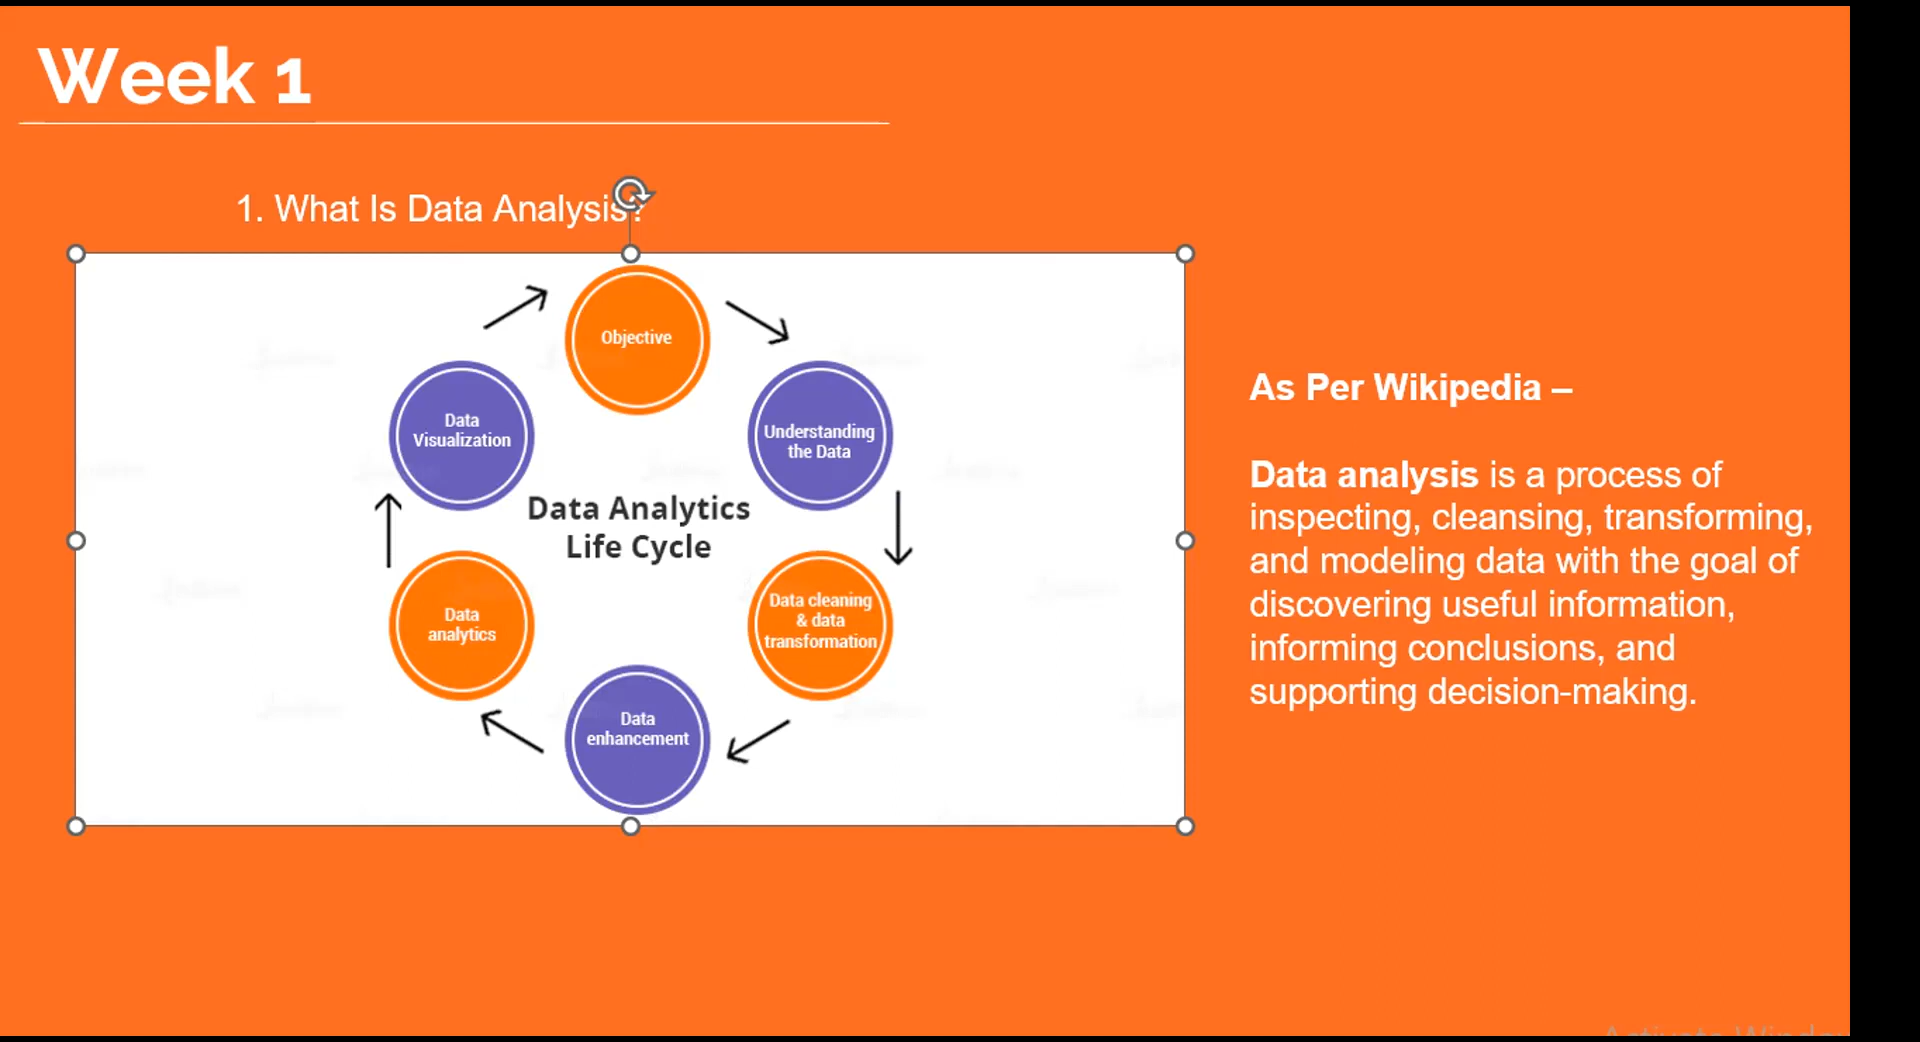 Week 1
1. What Is Data Analysis?
Objective
Understanding
the Data
Data cleaning
& data
transformation
Data
enhancement
Data
analytics
Data
Visualization
Data Analytics
Life Cycle
As Per Wikipedia –
Data analysis is a process of
inspecting, cleansing, transforming,
and modeling data with the goal of
discovering useful information,
informing conclusions, and
supporting decision-making.